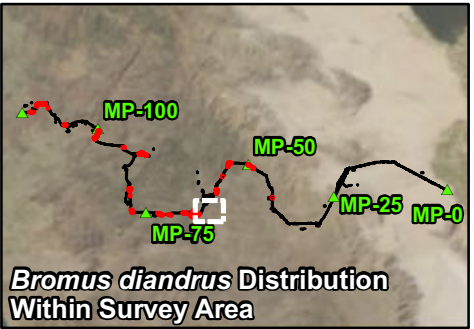 MP-100
MP-50
MP-25
MP-0
MP-75
Bromus diandrus Distribution
Within Survey Area